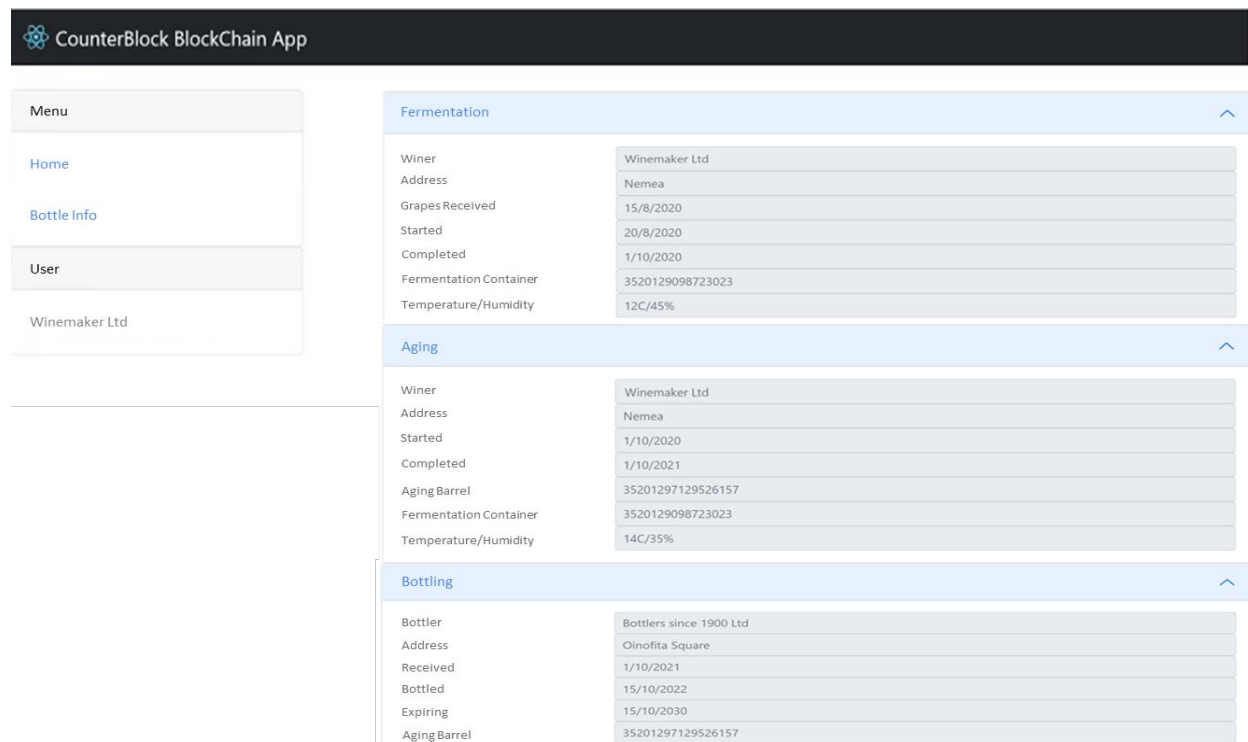 CounterBlock BlockChain App
Menu
Home
Bottle Info
User
Winemaker Ltd
Fermentation
Winer Winemaker Ltd
Address Nemea
Grapes Received 15/8/2020
Started 20/8/2020
Completed 1/10/2020
Fermentation Container 3520129098723023
Temperature/Humidity 12C/45%
Aging
Winer Winemaker Ltd
Address Nemea
Started 1/10/2020
Completed 1/10/2021
Aging Barrel 35201297129526157
Fermentation Container 3520129098723023
Temperature/Humidity 14C/35%
Bottling
Bottler Bottlers since 1900 Ltd
Address Oinofita Square
Received 1/10/2021
Bottled 15/10/2022
Expiring 15/10/2030
Aging Barrel 35201297129526157